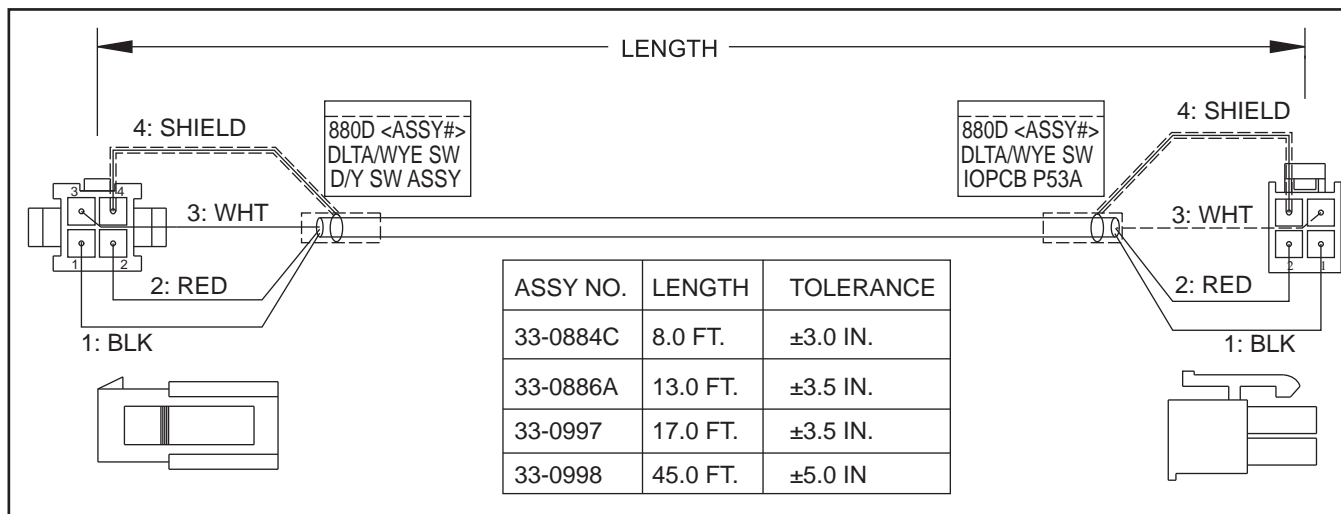 LENGTH
4: SHIELD
880D <ASSY#>
DLTA/WYE SW
D/Y SW ASSY
880D <ASSY#>
DLTA/WYE SW
IOPCB P53A
4: SHIELD
3 4
3: WHT
3: WHT
1 2
2 1
2: RED
2: RED
1: BLK
1: BLK
ASSY NO. LENGTH TOLERANCE
33-0884C 8.0 FT. ±3.0 IN.
33-0886A 13.0 FT. ±3.5 IN.
33-0997 17.0 FT. ±3.5 IN.
33-0998 45.0 FT. ±5.0 IN